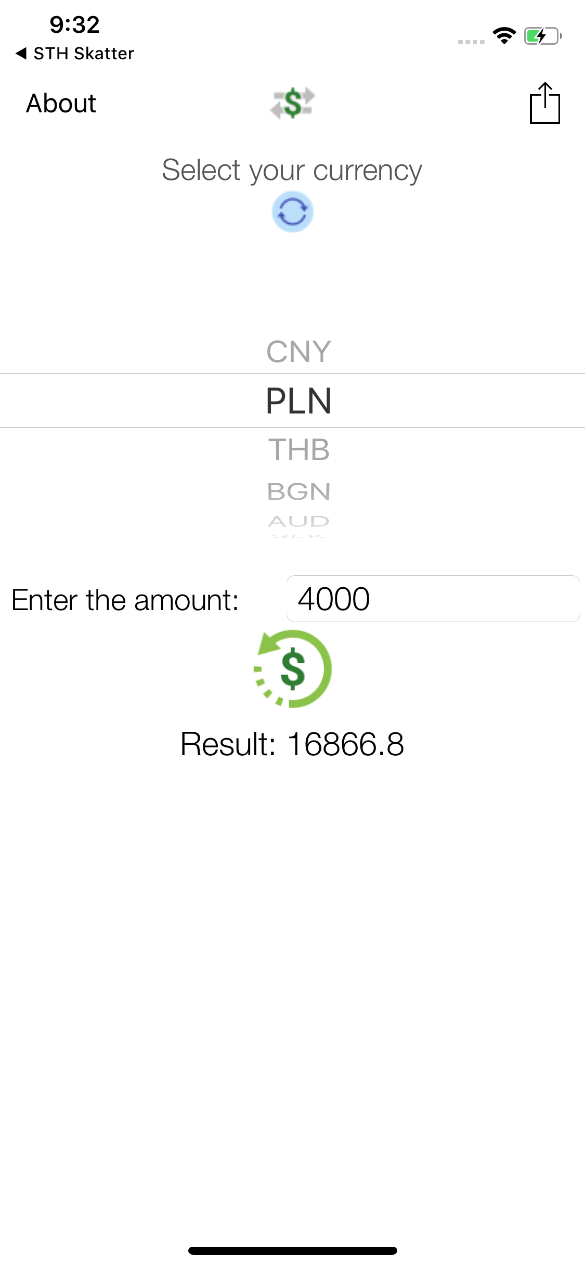 9:32
◀ STH Skatter
About
$
Select your currency
CNY
PLN
THB
BGN
AUD
Enter the amount: 4000
$
Result: 16866.8